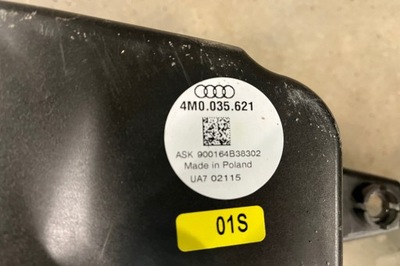 4M0.035.621
ASK 900164B38302
Made in Poland
UA7 02115
01S